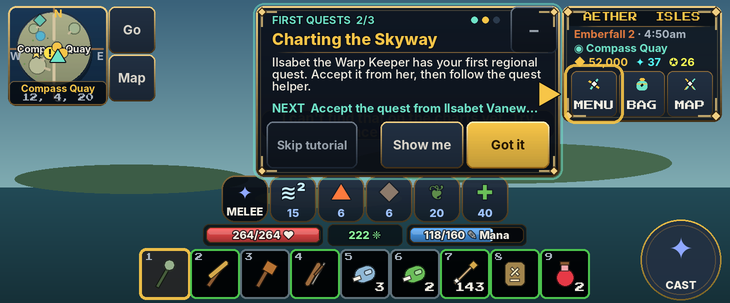 N
W
E
Compass Quay
Compass Quay
12, 4, 20
Go
Map
FIRST QUESTS 2/3
Charting the Skyway
Ilsabet the Warp Keeper has your first regional
quest. Accept it from her, then follow the quest
helper.
NEXT Accept the quest from Ilsabet Vanew...
Skip tutorial
Show me
Got it
AETHER ISLES
Emberfall 2 · 4:50am
Compass Quay
52,000
37
26
MENU
BAG
MAP
MELEE
2
15
6
6
20
40
264/264
222
118/160
Mana
1
2
3
4
5
3
6
2
7
143
8
9
2
CAST